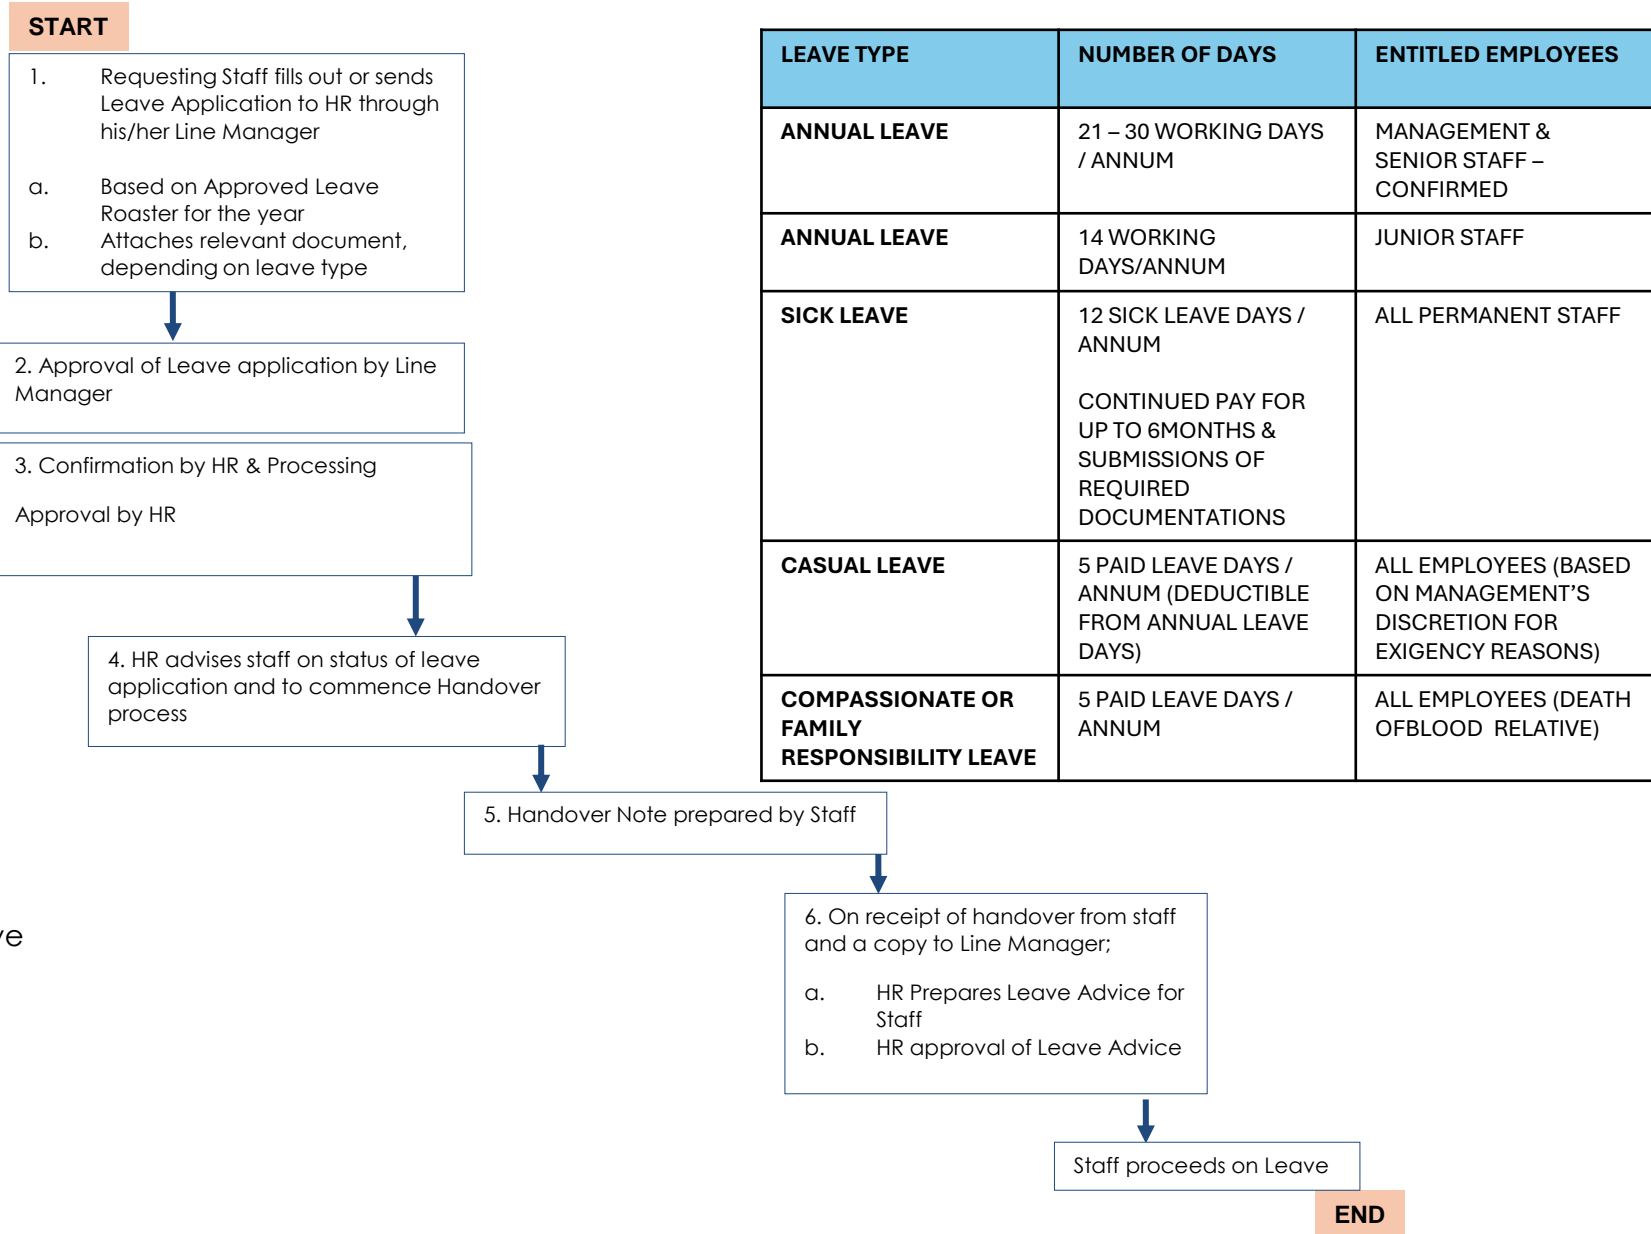 START
1. Requesting Staff fills out or sends
Leave Application to HR through
his/her Line Manager
a. Based on Approved Leave
Roaster for the year
b. Attaches relevant document,
depending on leave type
2. Approval of Leave application by Line
Manager
3. Confirmation by HR & Processing
Approval by HR
4. HR advises staff on status of leave
application and to commence Handover
process
5. Handover Note prepared by Staff
6. On receipt of handover from staff
and a copy to Line Manager;
a. HR Prepares Leave Advice for
Staff
b. HR approval of Leave Advice
Staff proceeds on Leave
END
LEAVE TYPE
NUMBER OF DAYS
ENTITLED EMPLOYEES
ANNUAL LEAVE
21 – 30 WORKING DAYS
/ ANNUM
MANAGEMENT &
SENIOR STAFF –
CONFIRMED
ANNUAL LEAVE
14 WORKING
DAYS/ANNUM
JUNIOR STAFF
SICK LEAVE
12 SICK LEAVE DAYS /
ANNUM
CONTINUED PAY FOR
UP TO 6MONTHS &
SUBMISSIONS OF
REQUIRED
DOCUMENTATIONS
ALL PERMANENT STAFF
CASUAL LEAVE
5 PAID LEAVE DAYS /
ANNUM (DEDUCTIBLE
FROM ANNUAL LEAVE
DAYS)
ALL EMPLOYEES (BASED
ON MANAGEMENT’S
DISCRETION FOR
EXIGENCY REASONS)
COMPASSIONATE OR
FAMILY
RESPONSIBILITY LEAVE
5 PAID LEAVE DAYS /
ANNUM
ALL EMPLOYEES (DEATH
OFBLOOD RELATIVE)